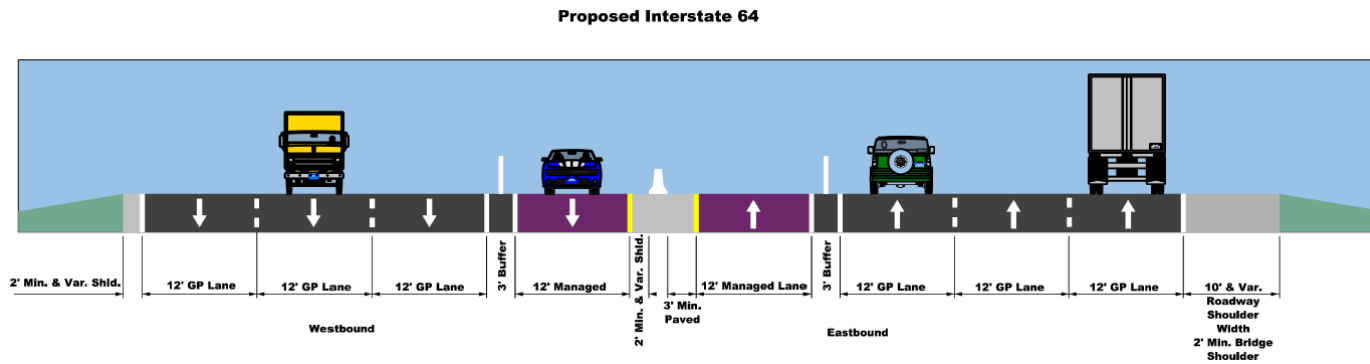 Proposed Interstate 64
2' Min. & Var. Shld.
12' GP Lane
12' GP Lane
12' GP Lane
3' Buffer
12' Managed
2' Min. & Var. Shld.
3' Min.
Paved
12' Managed Lane
3' Buffer
12' GP Lane
12' GP Lane
12' GP Lane
10' & Var.
Roadway
Shoulder
Width
2' Min. Bridge
Shoulder
Westbound
Eastbound